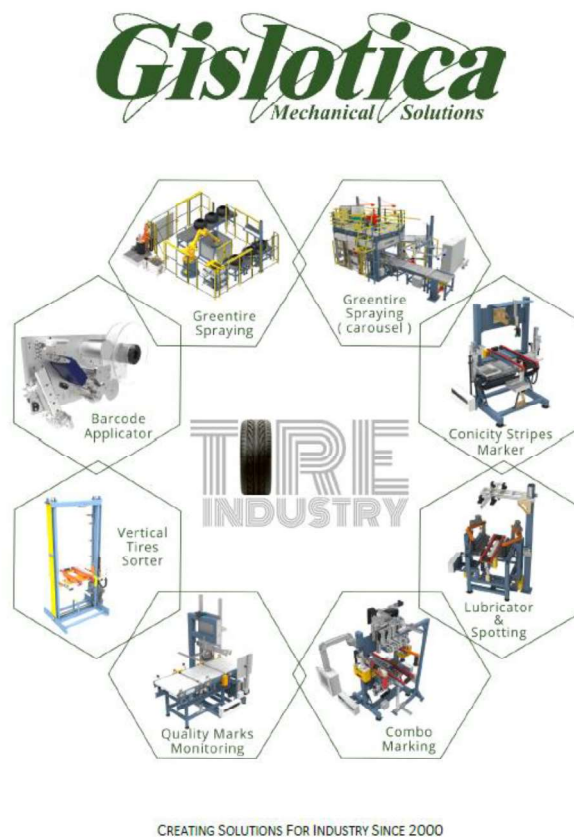 Gislotica
Mechanical Solutions
Greentire
Spraying
Greentire
Spraying
( carousel )
Barcode
Applicator
Conicity Stripes
Marker
TIRE
INDUSTRY
Vertical
Tires
Sorter
Lubricator
&
Spotting
Quality Marks
Monitoring
Combo
Marking
CREATING SOLUTIONS FOR INDUSTRY SINCE 2000